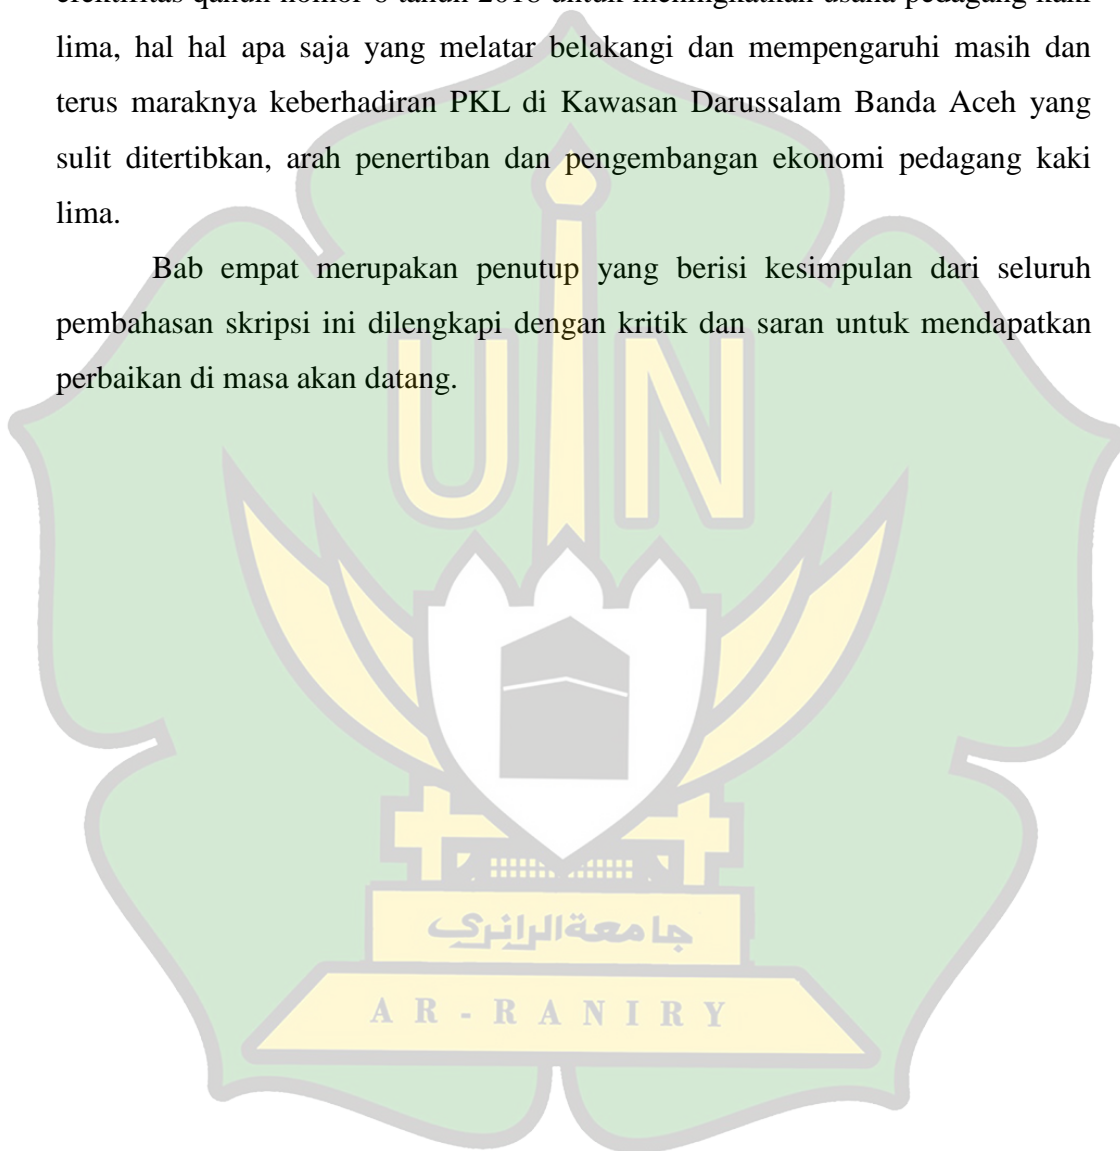 efektifitas qanun nomor 6 tahun 2018 untuk meningkatkan usaha pedagang kaki
lima, hal hal apa saja yang melatar belakangi dan mempengaruhi masih dan
terus maraknya keberhadiran PKL di Kawasan Darussalam Banda Aceh yang
sulit ditertibkan, arah penertiban dan pengembangan ekonomi pedagang kaki
lima.
Bab empat merupakan penutup yang berisi kesimpulan dari seluruh
pembahasan skripsi ini dilengkapi dengan kritik dan saran untuk mendapatkan
perbaikan di masa akan datang.
UIN
جامعة الرانري
AR-RANIRY